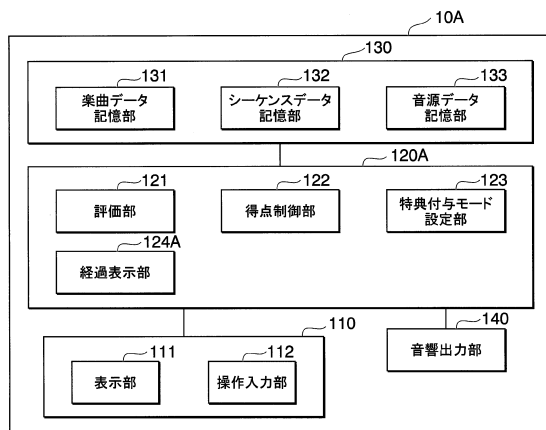 10A
130
131
楽曲データ
記憶部
132
シーケンスデータ
記憶部
133
音源データ
記憶部
120A
121
評価部
122
得点制御部
123
特典付与モード
設定部
124A
経過表示部
110
111
表示部
112
操作入力部
140
音響出力部